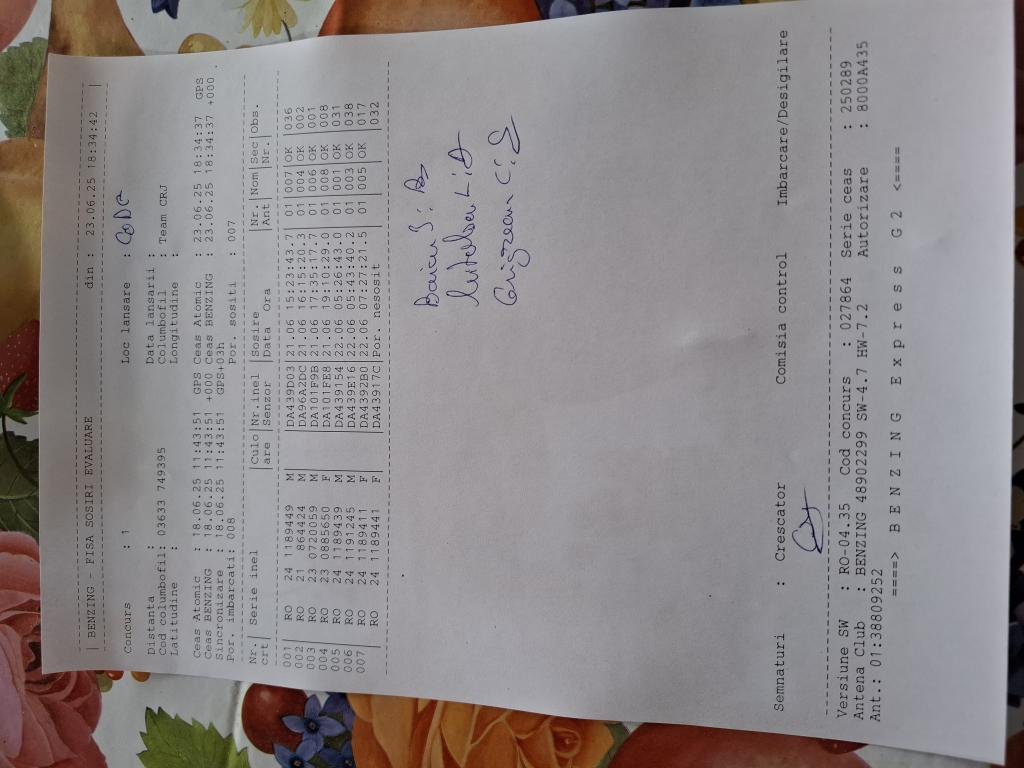 | BENZING - FISA SOSIRI EVALUARE din : 23.06.25 18:34:42 |
Concurs : 1 Loc lansare : CODE
Distanta : Data lansarii :
Cod columbofil: 03633 749395 Columbofil : Team CRJ
Latitudine : Longitudine :
Ceas Atomic : 18.06.25 11:43:51 GPS Ceas Atomic : 23.06.25 18:34:37 GPS
Ceas BENZING : 18.06.25 11:43:51 -000 Ceas BENZING : 23.06.25 18:34:37 +000
Sincronizare : 18.06.25 11:43:51 GPS+03h
Por. imbarcati: 008 Por. sositi : 007
Nr.| Serie inel |Culo|Nr.inel |Sosire |Nr.|Nom|Sec|Obs.
crt| |are |Senzor |Data Ora |Ant| |Nr.|
001| RO 24 1189449 M | |DA439D03|21.06 15:23:43.7| 01|007|OK |036
002| RO 21 864424 M | |DA96A2DC|21.06 16:15:20.3| 01|004|OK |002
003| RO 23 0720059 M | |DA101F9B|21.06 17:35:17.7| 01|006|OK |001
004| RO 23 0885650 F | |DA101FE8|21.06 19:10:29.0| 01|008|OK |008
005| RO 24 1189439 M | |DA439154|22.06 05:26:43.0| 01|001|OK |031
006| RO 24 1191245 M | |DA439E16|22.06 05:44:40.2| 01|003|OK |038
007| RO 24 1189411 F | |DA4392D0|22.06 07:27:21.5| 01|005|OK |017
RO 24 1189441 F | |DA43917C|Por. nesosit |032
Semnaturi : Crescator Comisia control Imbarcare/Desigilare
Versiune SW : RO-04.35 Cod concurs : 027864 Serie ceas : 250289
Antena Club : BENZING 48902299 SW-4.7 HW-7.2 Autorizare : 8000A435
Ant.: 01:3809252
====> B E N Z I N G E x p r e s s G 2 <====